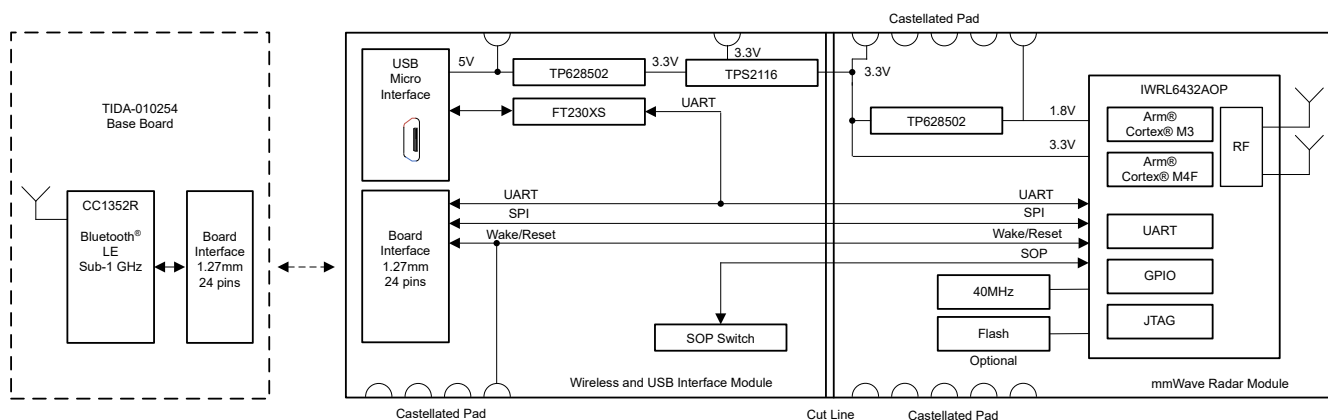 Castellated Pad
TIDA-010254
Base Board
CC1352R
Bluetooth®
LE
Sub-1 GHz
Board
Interface
1.27mm
24 pins
USB
Micro
Interface
5V
TP628502
3.3V
3.3V
TPS2116
3.3V
FT230XS
UART
Board
Interface
1.27mm
24 pins
UART
SPI
Wake/Reset
SOP Switch
Wireless and USB Interface Module
TP628502
1.8V
3.3V
UART
SPI
Wake/Reset
SOP
40MHz
Flash
Optional
IWRL6432AOP
Arm®
Cortex® M3
Arm®
Cortex® M4F
RF
UART
GPIO
JTAG
mmWave Radar Module
Castellated Pad
Cut Line
Castellated Pad